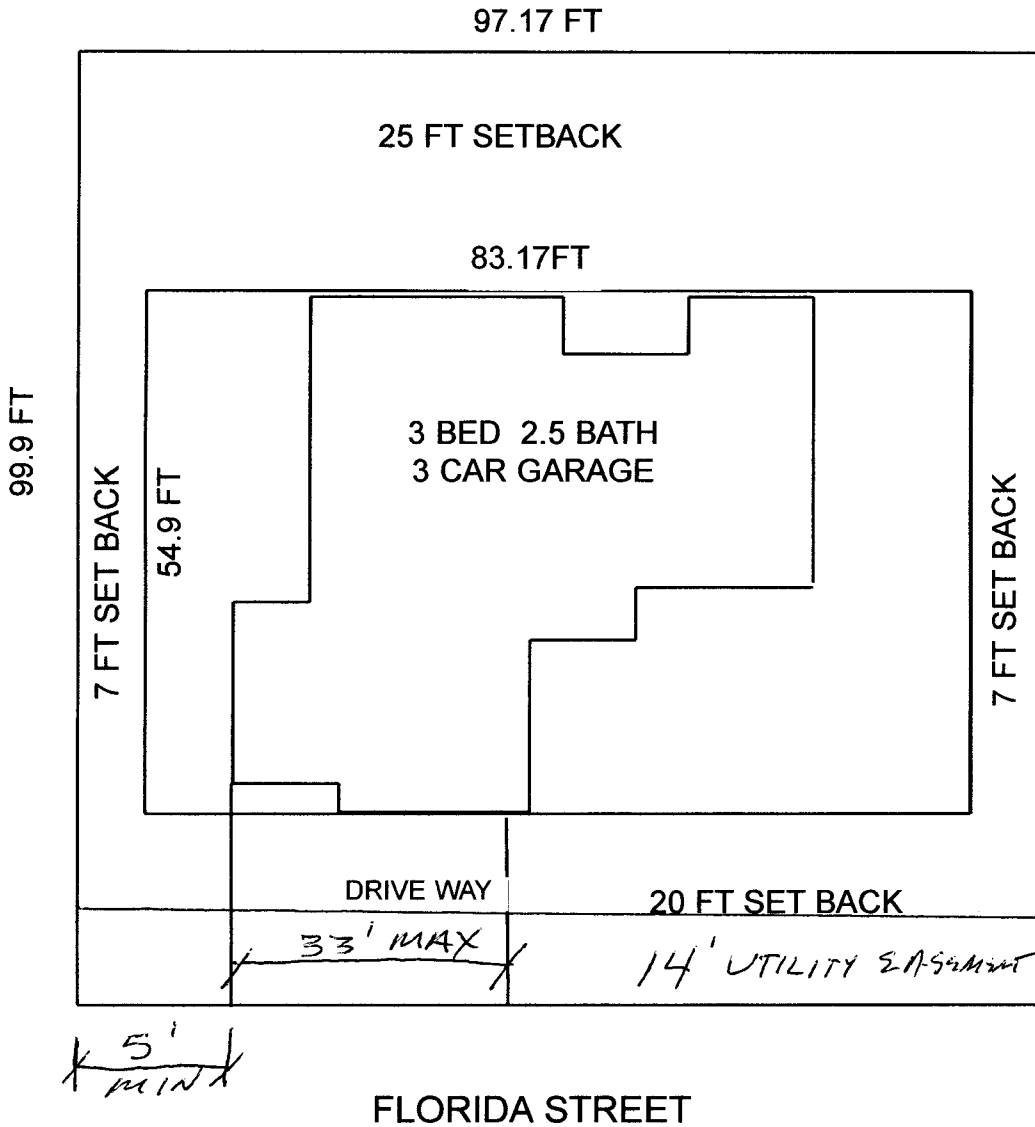 97.17 FT
25 FT SETBACK
83.17FT
99.9 FT
7 FT SET BACK
54.9 FT
3 BED 2.5 BATH
3 CAR GARAGE
7 FT SET BACK
DRIVE WAY
20 FT SET BACK
33' MAX
14' UTILITY EASEMENT
5'
MIN
FLORIDA STREET